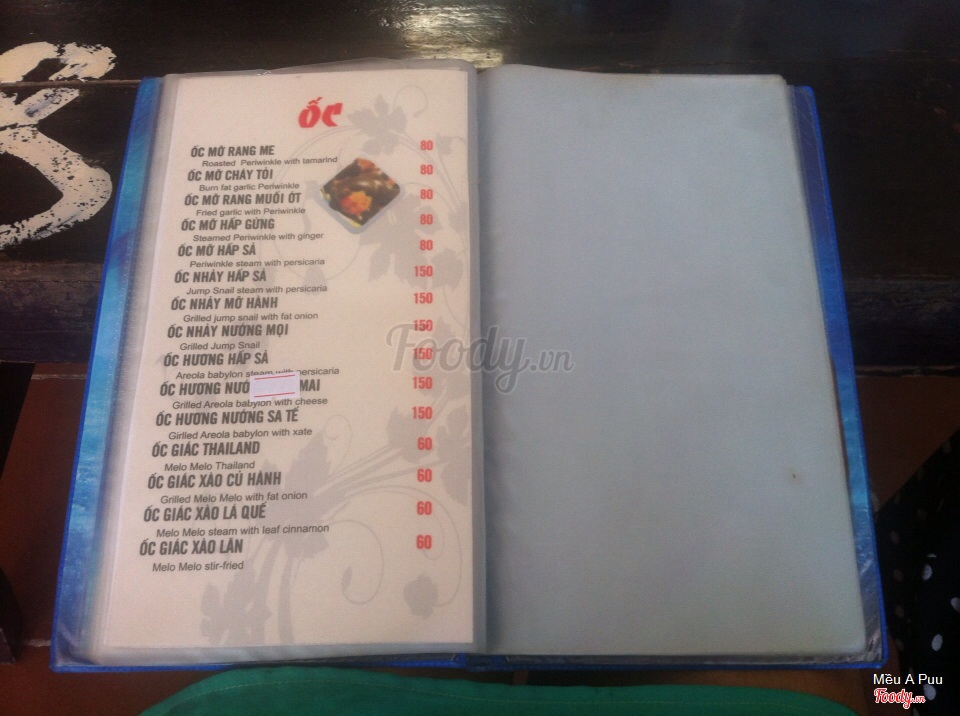 ỐC
ỐC MỠ RANG ME 80
Roasted Periwinkle with tamarind
ỐC MỠ CHÁY TỎI 80
Burn fat garlic Periwinkle
ỐC MỠ RANG MUỐI ỚT 80
Fried garlic with Periwinkle
ỐC MỠ HẤP GỪNG 80
Steamed Periwinkle with ginger
ỐC MỠ HẤP SẢ 80
Periwinkle steam with persicaria
ỐC NHẢY HẤP SẢ 150
Jump Snail steam with persicaria
ỐC NHẢY MỠ HÀNH 150
Grilled jump snail with fat onion
ỐC NHẢY NƯỚNG MỌI 150
Grilled Jump Snail
ỐC HƯƠNG HẤP SẢ 150
Areola babylon steam with persicaria
ỐC HƯƠNG MAI 150
Grilled Areola babylon with cheese
ỐC HƯƠNG NƯỚNG SA TẾ 150
Girlled Areola babylon with xate
ỐC GIÁC THAILAND 60
Melo Melo Thailand
ỐC GIÁC XÀO CỦ HÀNH 60
Grilled Melo Melo with fat onion
ỐC GIÁC XÀO LÁ QUẾ 60
Melo Melo steam with leaf cinnamon
ỐC GIÁC XÀO LĂN 60
Melo Melo stir-fried
Foody.vn
Mều A Puu
Foody.vn